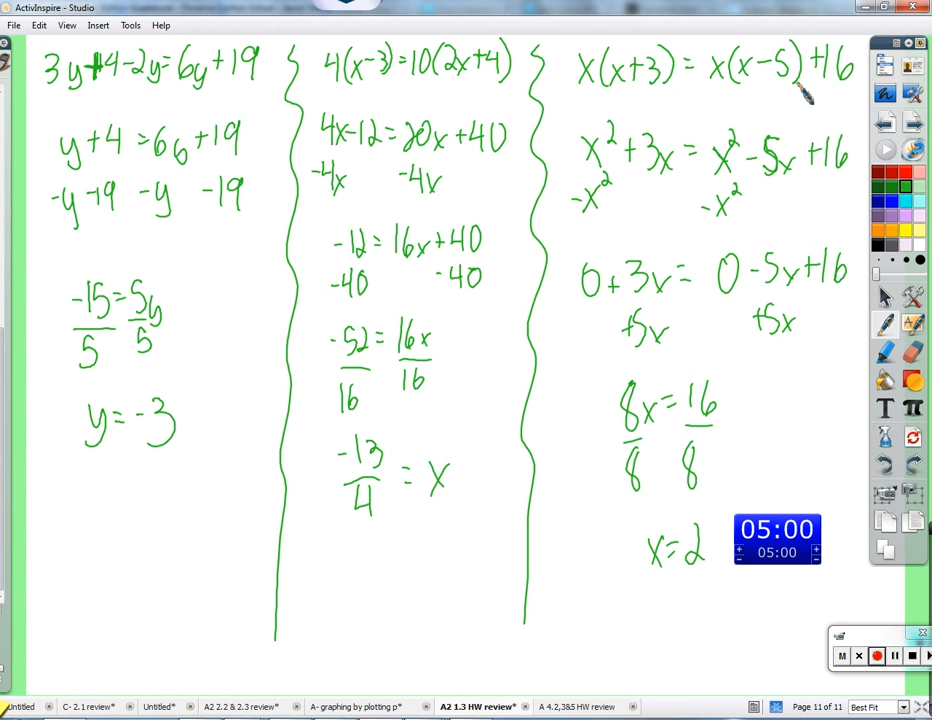 ActivInspire - Studio
File Edit View Insert Tools Help
3y+4-2y=6y+19
y+4=6y+19
-y-19 -y -19
-15=5y
5 5
y=-3
4(x-3)=10(2x+4)
4x-12=20x+40
-4x -4x
-12=16x+40
-40 -40
-52=16x
16 16
-13
4 = x
x(x+3)=x(x-5)+16
x²+3x=x²-5x+16
-x² -x²
0+3x=0-5x+16
+5x +5x
8x=16
8 8
x=2
05:00
05:00
M
Untitled C- 2.1 review* Untitled* A2 2.2 & 2.3 review* A- graphing by plotting p* A2 1.3 HW review* A 4.2,3&5 HW review Page 11 of 11 Best Fit